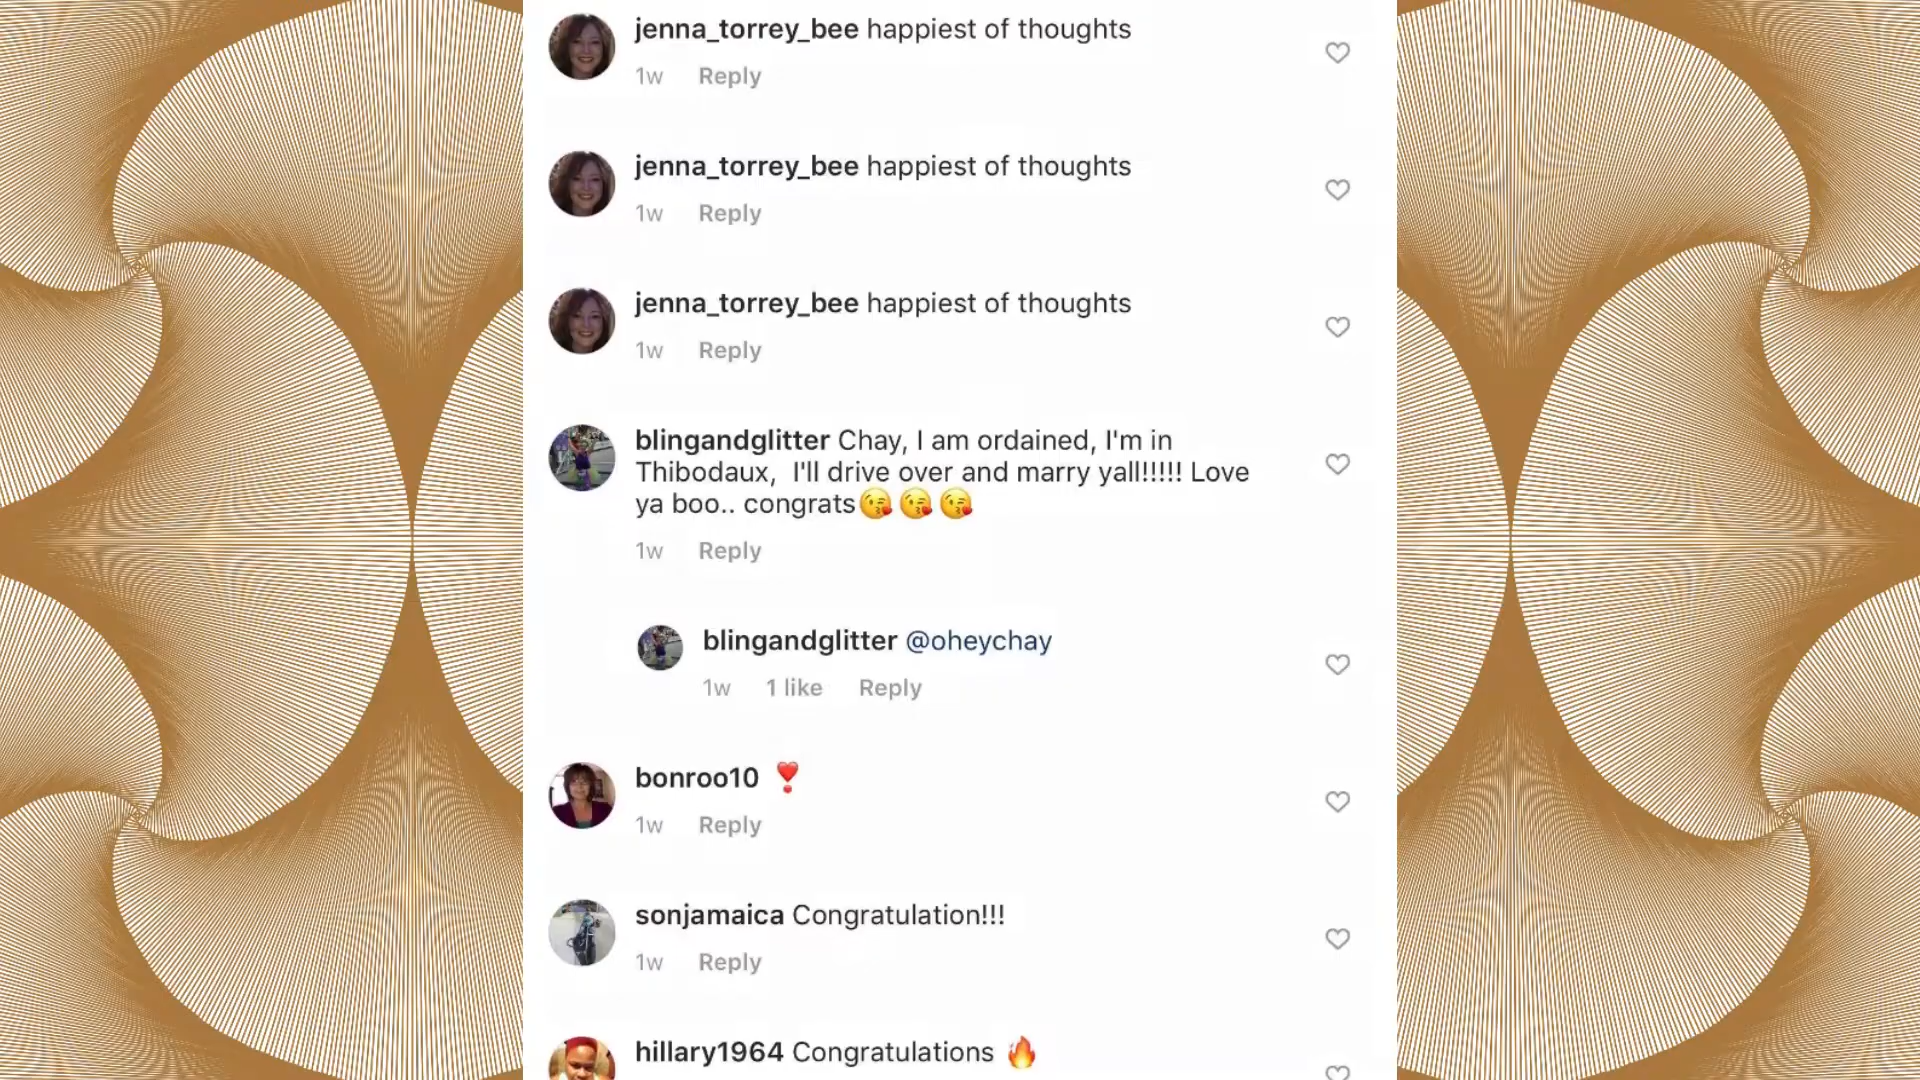 jenna_torrey_bee happiest of thoughts
1w Reply
jenna_torrey_bee happiest of thoughts
1w Reply
jenna_torrey_bee happiest of thoughts
1w Reply
blingandglitter Chay, I am ordained, I'm in
Thibodaux, I'll drive over and marry yall!!!!! Love
ya boo.. congrats😘😘😘
1w Reply
blingandglitter @oheychay
1w 1 like Reply
bonroo10 ❣️
1w Reply
sonjamaica Congratulation!!!
1w Reply
hillary1964 Congratulations 🔥